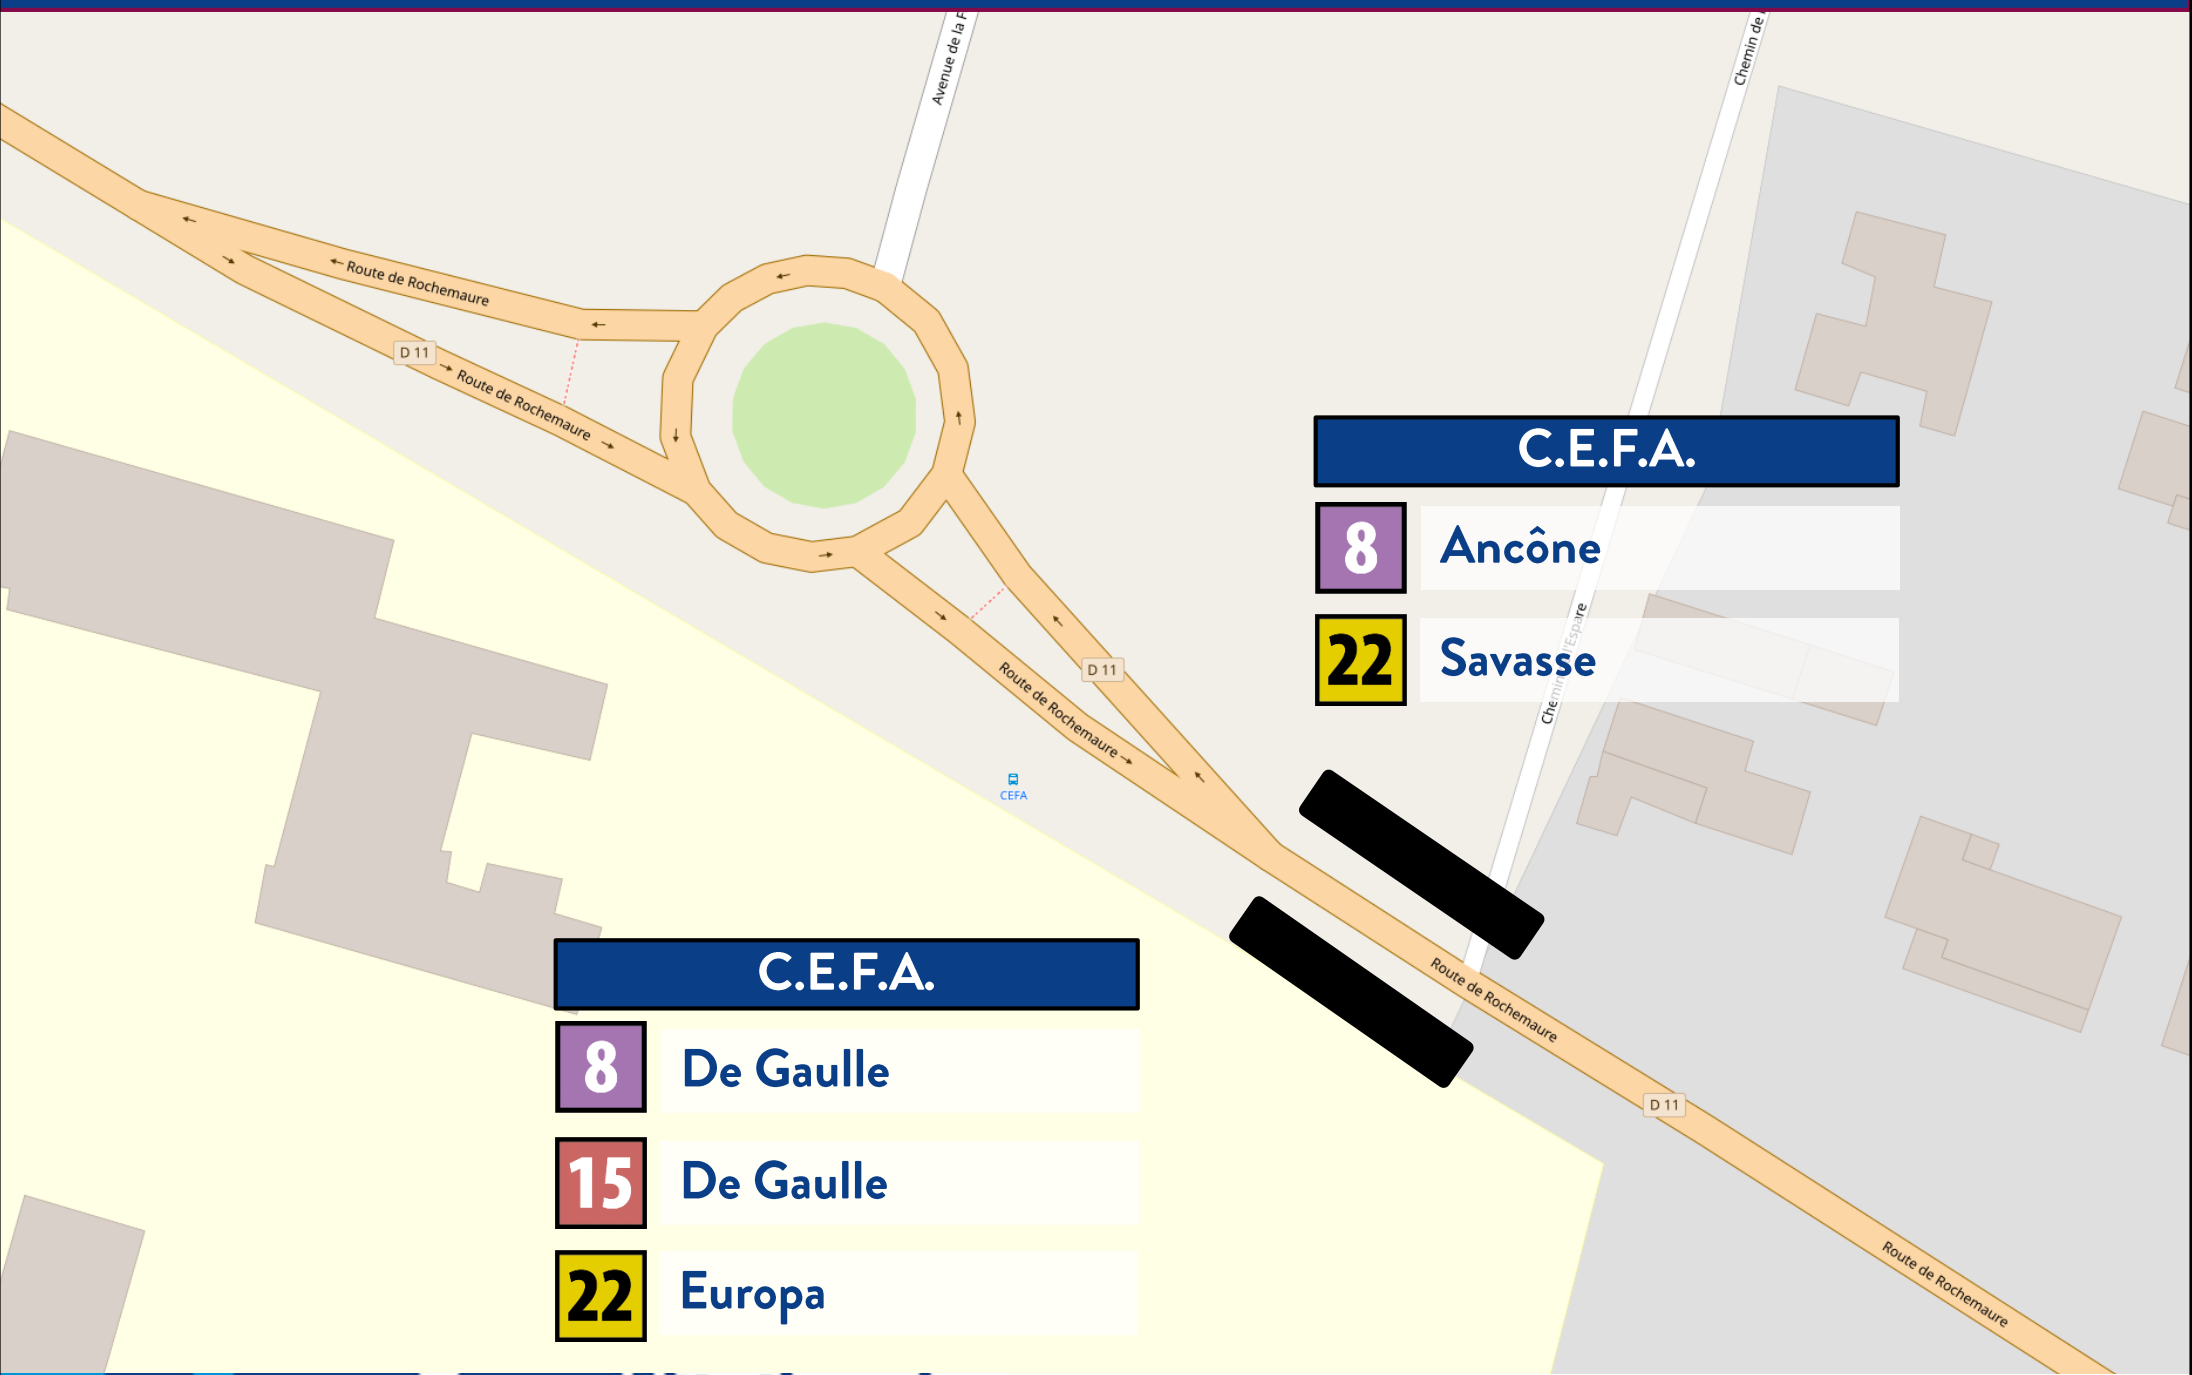 Avenue de la
Chemin de
Route de Rochemaure
D 11
Route de Rochemaure
C.E.F.A.
8 Ancône
22 Savasse
D 11
Route de Rochemaure
CEFA
C.E.F.A.
8 De Gaulle
15 De Gaulle
22 Europa
Route de Rochemaure
D 11
Route de Rochemaure